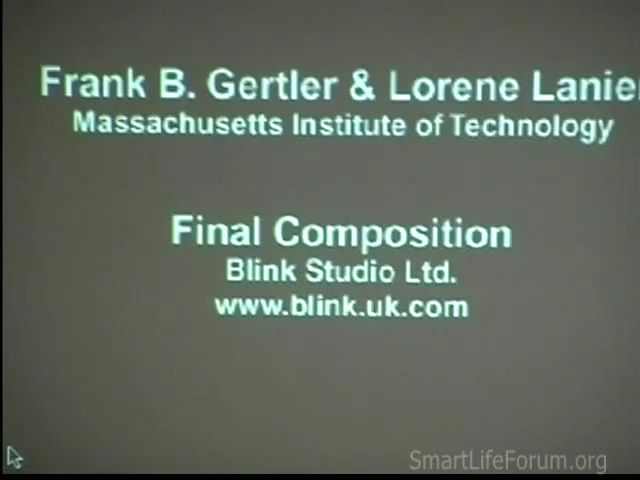 Frank B. Gertler & Lorene Lanie
Massachusetts Institute of Technology
Final Composition
Blink Studio Ltd.
www.blink.uk.com
SmartLifeForum.org